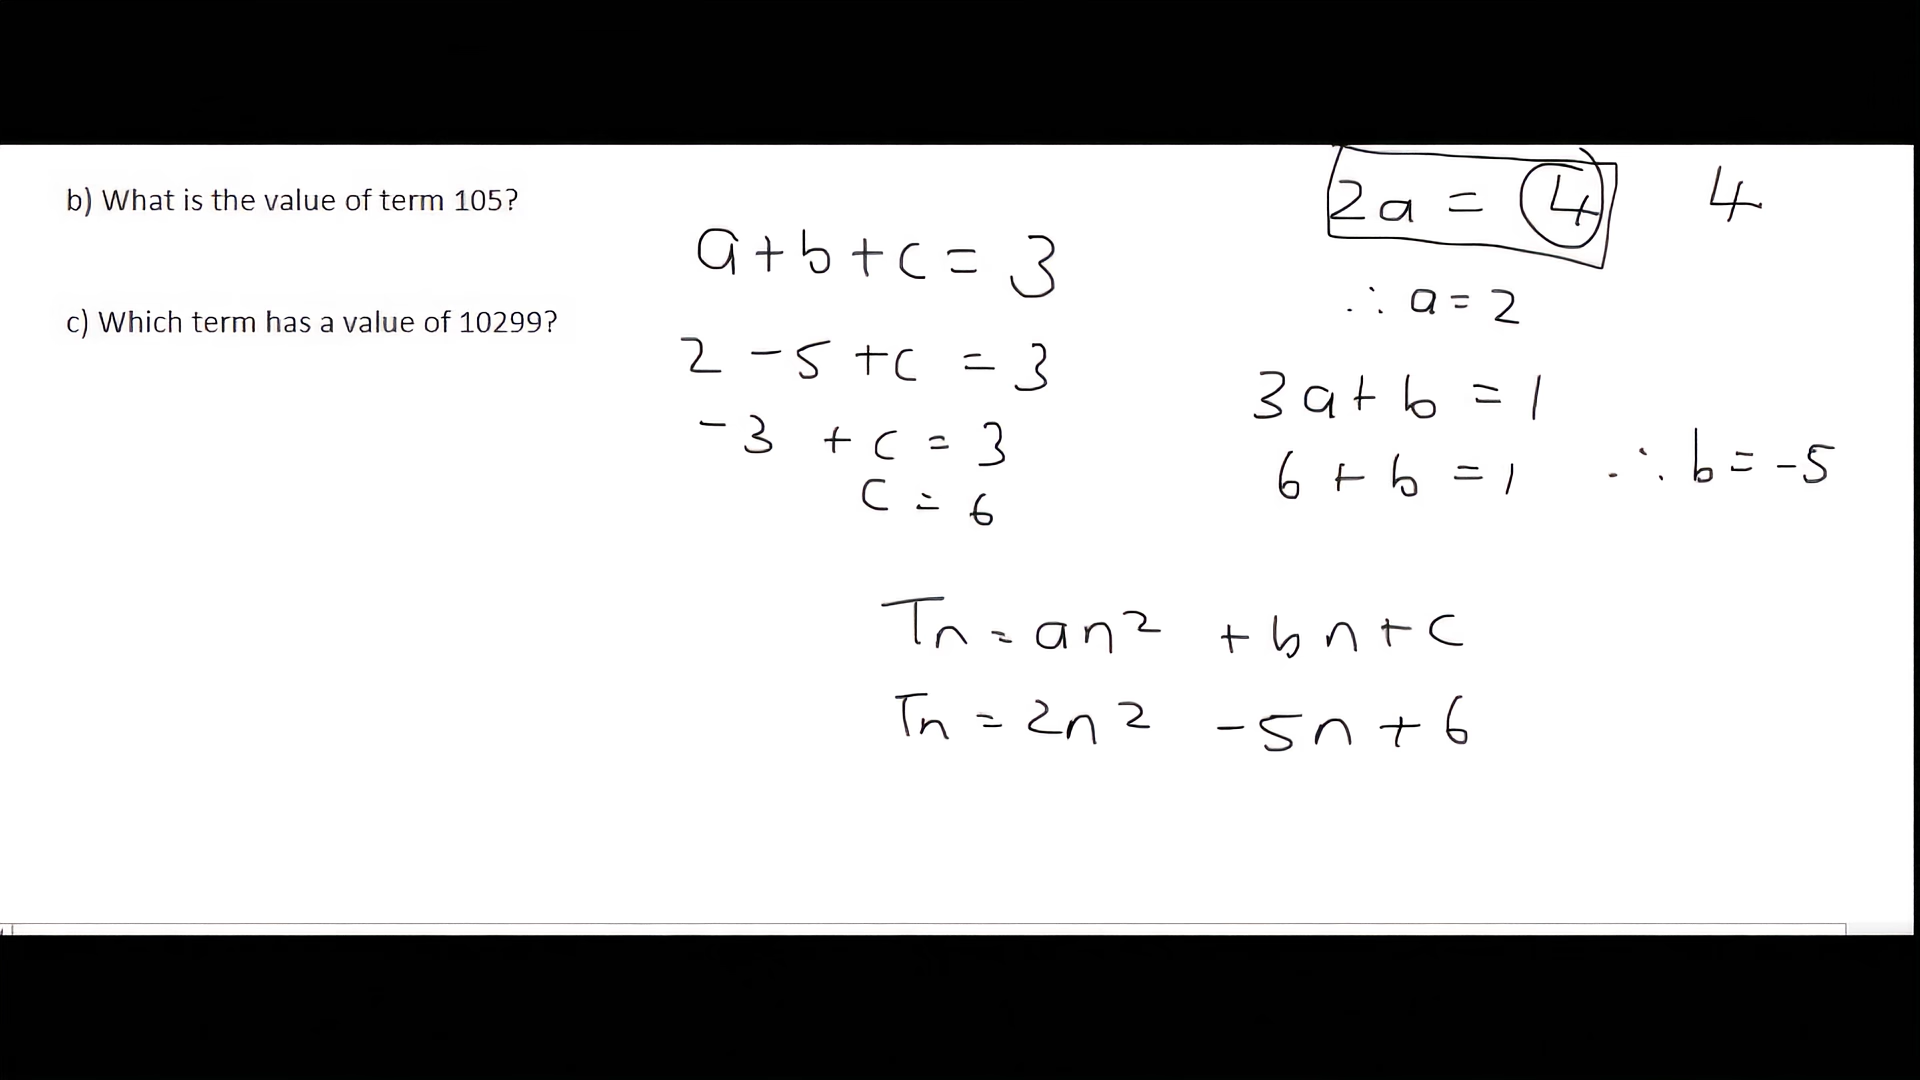 b) What is the value of term 105?
c) Which term has a value of 10299?
a + b + c = 3
2 - 5 + c = 3
- 3 + c = 3
c = 6
2a = 4 4
∴ a = 2
3a + b = 1
6 + b = 1 ∴ b = -5
Tn = an² + bn + c
Tn = 2n² - 5n + 6